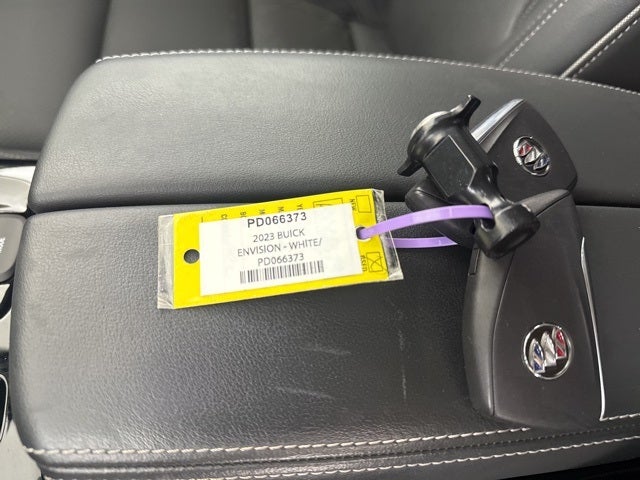 PD066373
2023 BUICK
ENVISION - WHITE/
PD066373